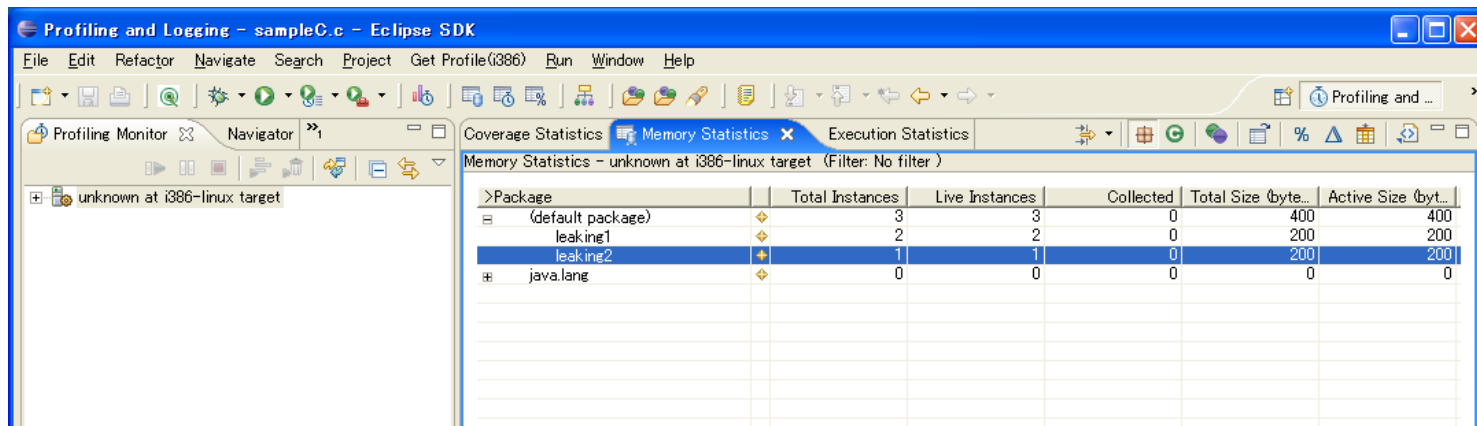 Profiling and Logging - sampleC.c - Eclipse SDK
File Edit Refactor Navigate Search Project Get Profile(i386) Run Window Help
Profiling and ...
Profiling Monitor Navigator »1 Coverage Statistics Memory Statistics Execution Statistics
Memory Statistics - unknown at i386-linux target (Filter: No filter )
unknown at i386-linux target
>Package Total Instances Live Instances Collected Total Size (byte... Active Size (byt...
(default package) 3 3 0 400 400
leaking1 2 2 0 200 200
leaking2 1 1 0 200 200
java.lang 0 0 0 0 0